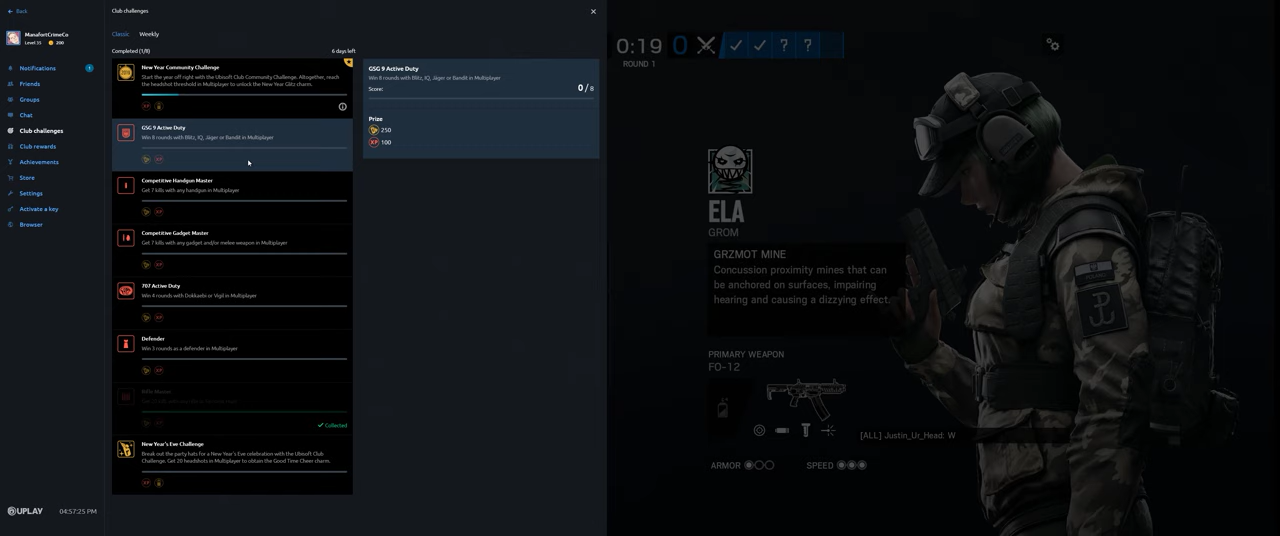 Back
ManafortCrimeCo
Level 35 200
Notifications 1
Friends
Groups
Chat
Club challenges
Club rewards
Achievements
Store
Settings
Activate a key
Browser
UPLAY 04:57:25 PM
Club challenges
Classic Weekly
Completed (1/8) 6 days left
New Year Community Challenge
Start the year off right with the Ubisoft Club Community Challenge. Altogether, reach
the headshot threshold in Multiplayer to unlock the New Year Glitz charm.
XP
GSG 9 Active Duty
Win 8 rounds with Blitz, IQ, Jäger or Bandit in Multiplayer
XP
Competitive Handgun Master
Get 7 kills with any handgun in Multiplayer
XP
Competitive Gadget Master
Get 7 kills with any gadget and/or melee weapon in Multiplayer
XP
707 Active Duty
Win 4 rounds with Dokkaebi or Vigil in Multiplayer
XP
Defender
Win 3 rounds as a defender in Multiplayer
XP
Collected
New Year's Eve Challenge
Break out the party hats for a New Year's Eve celebration with the Ubisoft Club
Challenge. Get 20 headshots in Multiplayer to obtain the Good Time Cheer charm.
XP
GSG 9 Active Duty
Win 8 rounds with Blitz, IQ, Jäger or Bandit in Multiplayer
Score: 0 / 8
Prize
250
XP 100
0:19 0 ? ?
ROUND 1
ELA
GROM
GRZMOT MINE
Concussion proximity mines that can
be anchored on surfaces, impairing
hearing and causing a dizzying effect.
PRIMARY WEAPON
FO-12
[ALL] Justin_Ur_Head: W
ARMOR SPEED